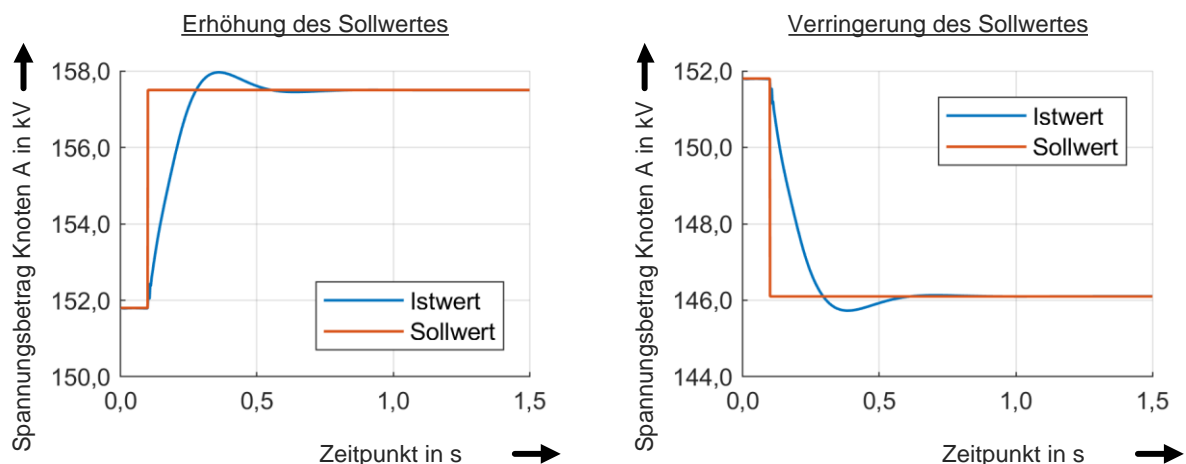 Erhöhung des Sollwertes
Spannungsbetrag Knoten A in kV
158,0
156,0
154,0
152,0
150,0
0,0
0,5
1,0
1,5
Istwert
Sollwert
Zeitpunkt in s
Verringerung des Sollwertes
Spannungsbetrag Knoten A in kV
152,0
150,0
148,0
146,0
144,0
0,0
0,5
1,0
1,5
Istwert
Sollwert
Zeitpunkt in s